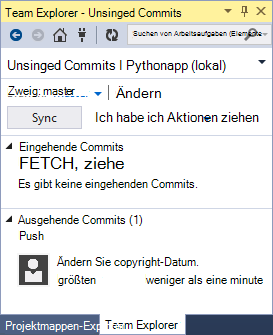 Team Explorer - Unsinged Commits
Suchen von Arbeitsaufgaben (Elemente
Unsinged Commits | Pythonapp (lokal)
Zweig: master | Ändern
Sync Ich habe ich Aktionen ziehen
Eingehende Commits
FETCH, ziehe
Es gibt keine eingehenden Commits.
Ausgehende Commits (1)
Push
Ändern Sie copyright-Datum.
größten weniger als eine minute
Projektmappen-Exp Team Explorer